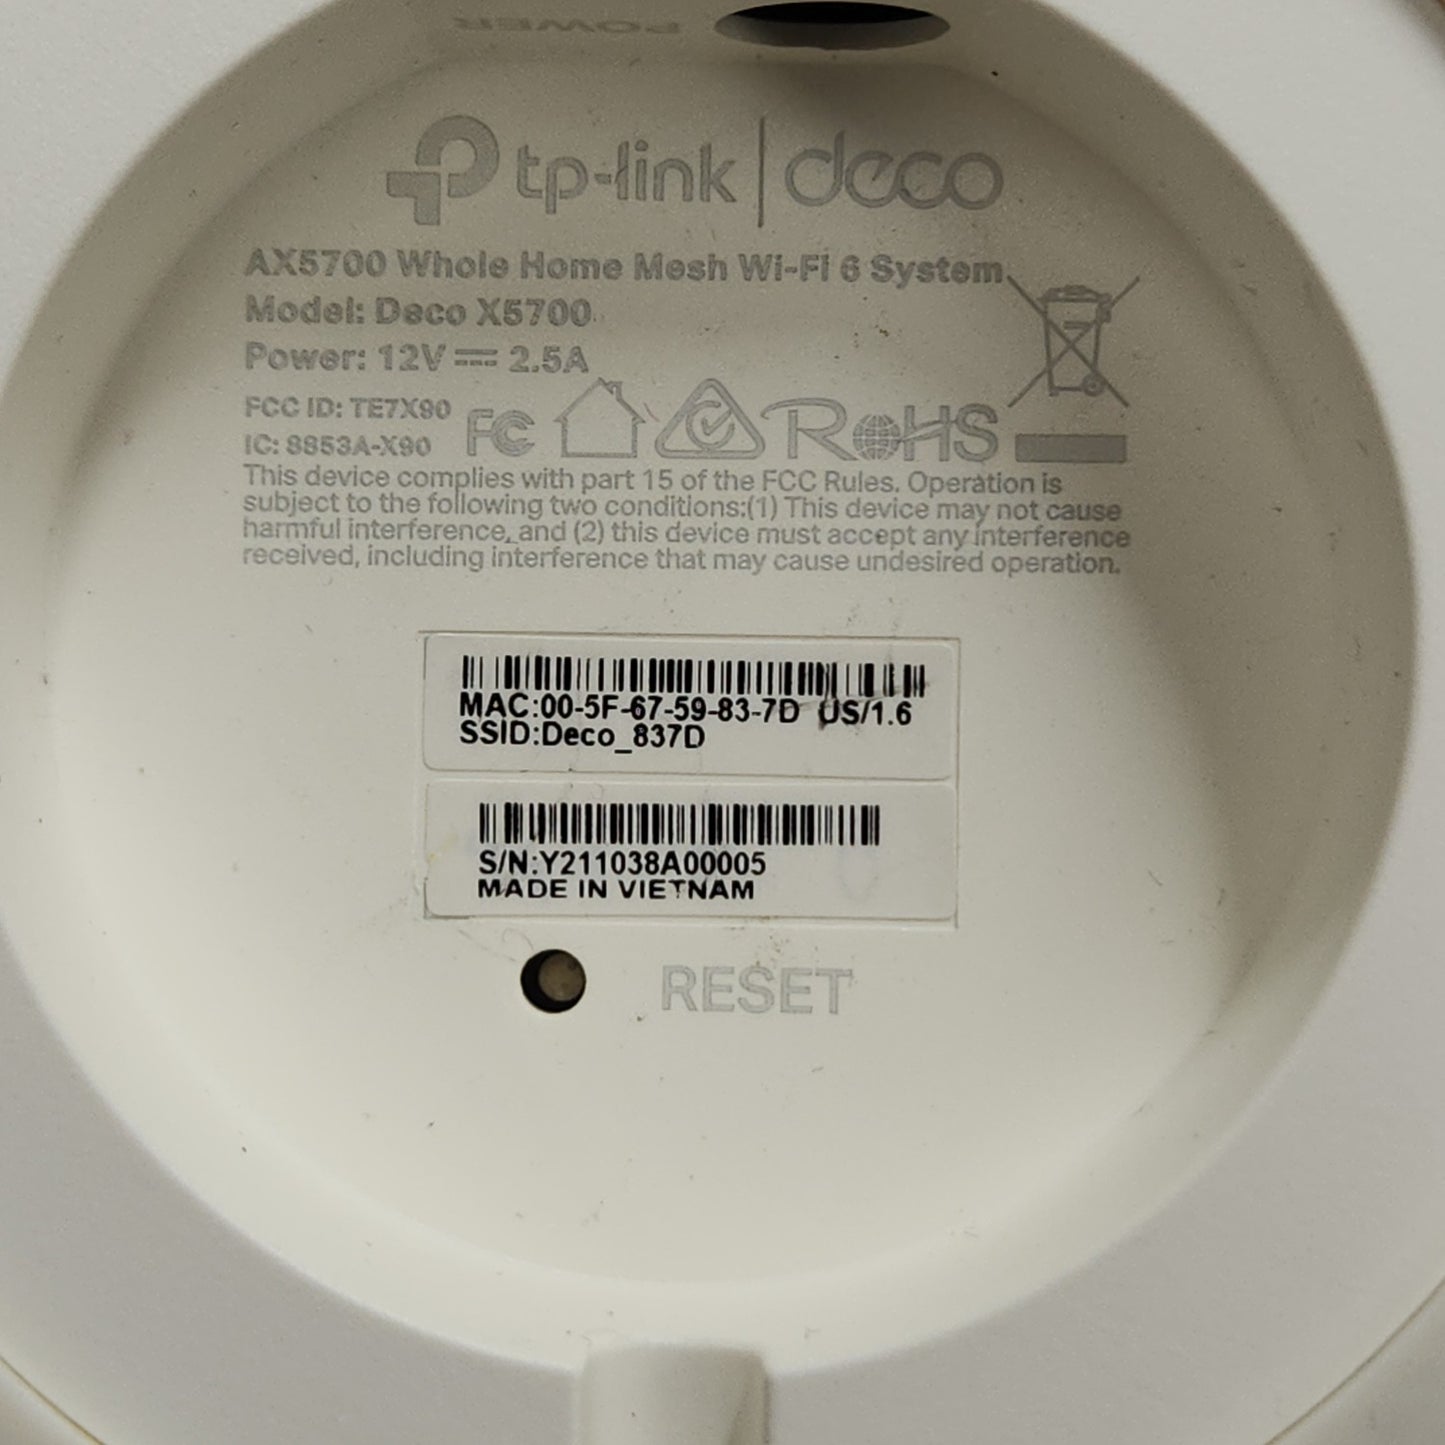 POWER
tp-link | deco
AX5700 Whole Home Mesh Wi-Fi 6 System
Model: Deco X5700
Power: 12V ⎓ 2.5A
FCC ID: TE7X90
IC: 8853A-X90
FC RoHS
This device complies with part 15 of the FCC Rules. Operation is
subject to the following two conditions:(1) This device may not cause
harmful interference, and (2) this device must accept any interference
received, including interference that may cause undesired operation.
MAC:00-5F-67-59-83-7D US/1.6
SSID:Deco_837D
S/N:Y211038A00005
MADE IN VIETNAM
RESET